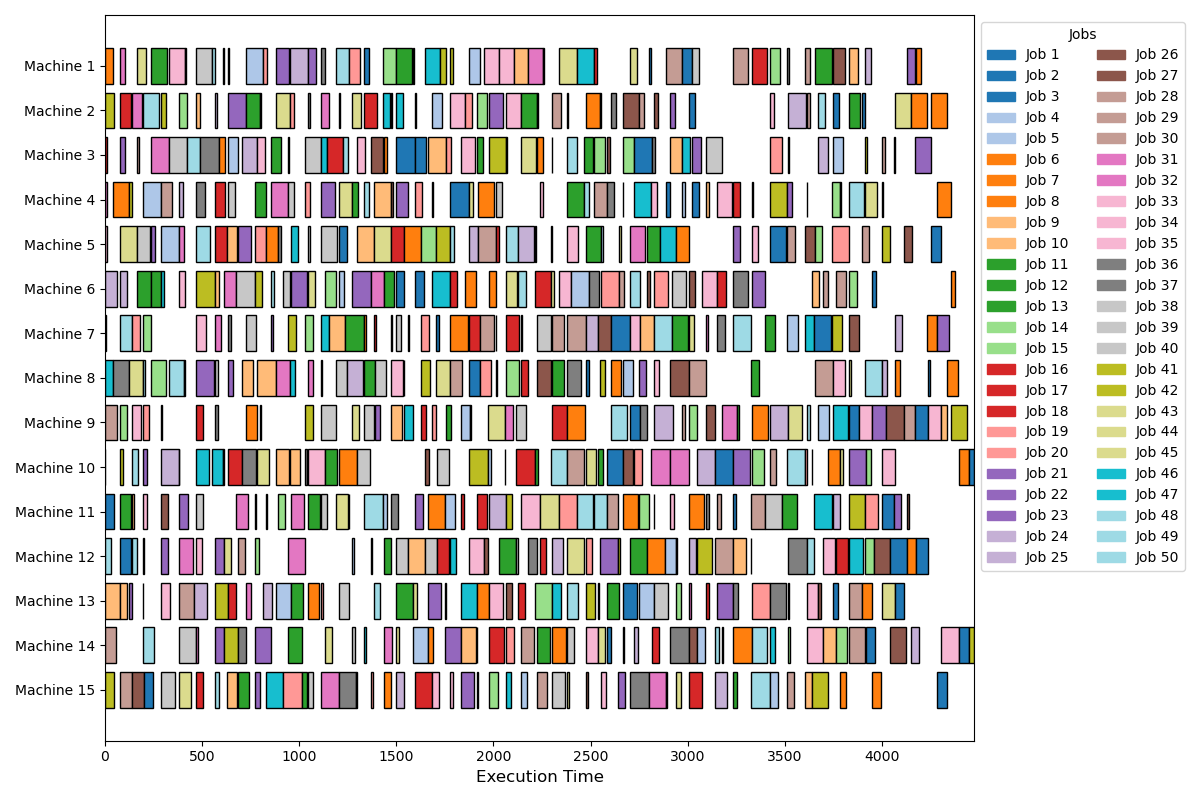 Machine 1
Machine 2
Machine 3
Machine 4
Machine 5
Machine 6
Machine 7
Machine 8
Machine 9
Machine 10
Machine 11
Machine 12
Machine 13
Machine 14
Machine 15
0 500 1000 1500 2000 2500 3000 3500 4000
Execution Time
Jobs
Job 1 Job 26
Job 2 Job 27
Job 3 Job 28
Job 4 Job 29
Job 5 Job 30
Job 6 Job 31
Job 7 Job 32
Job 8 Job 33
Job 9 Job 34
Job 10 Job 35
Job 11 Job 36
Job 12 Job 37
Job 13 Job 38
Job 14 Job 39
Job 15 Job 40
Job 16 Job 41
Job 17 Job 42
Job 18 Job 43
Job 19 Job 44
Job 20 Job 45
Job 21 Job 46
Job 22 Job 47
Job 23 Job 48
Job 24 Job 49
Job 25 Job 50